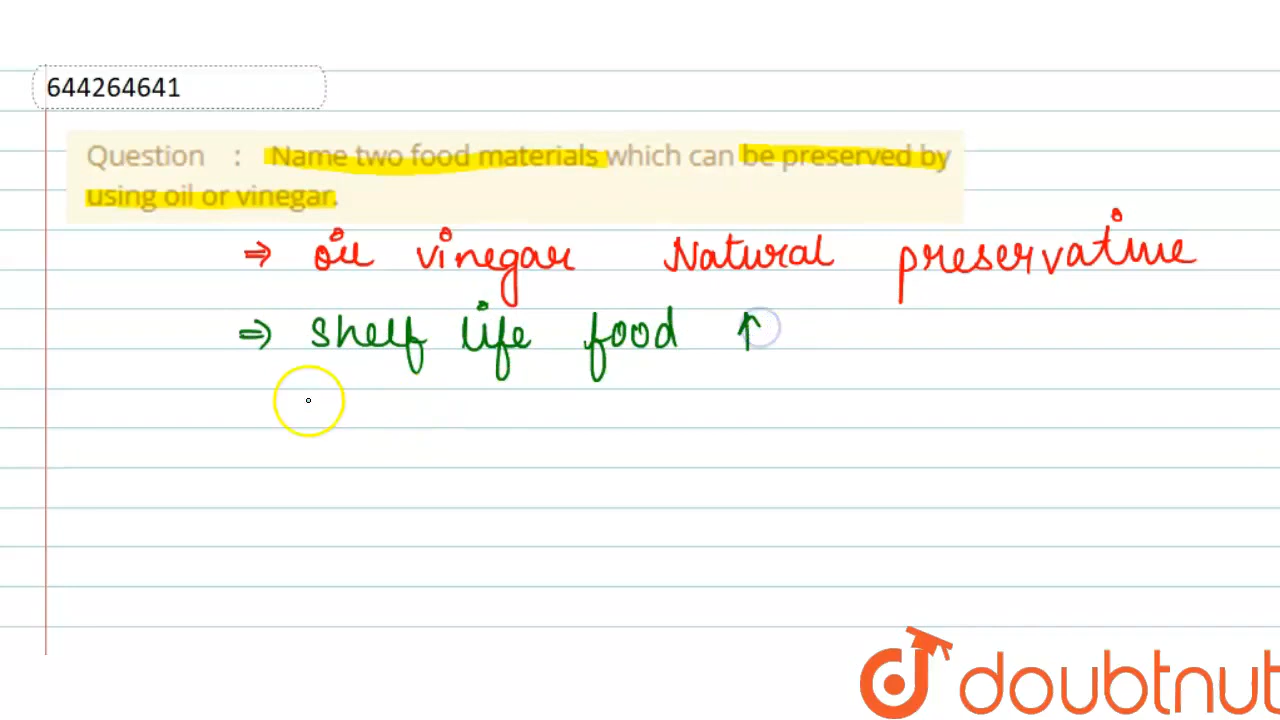 644264641
Question : Name two food materials which can be preserved by
using oil or vinegar.
⇒ oil vinegar Natural preservative
⇒ Shelf life food ↑
doubtnut